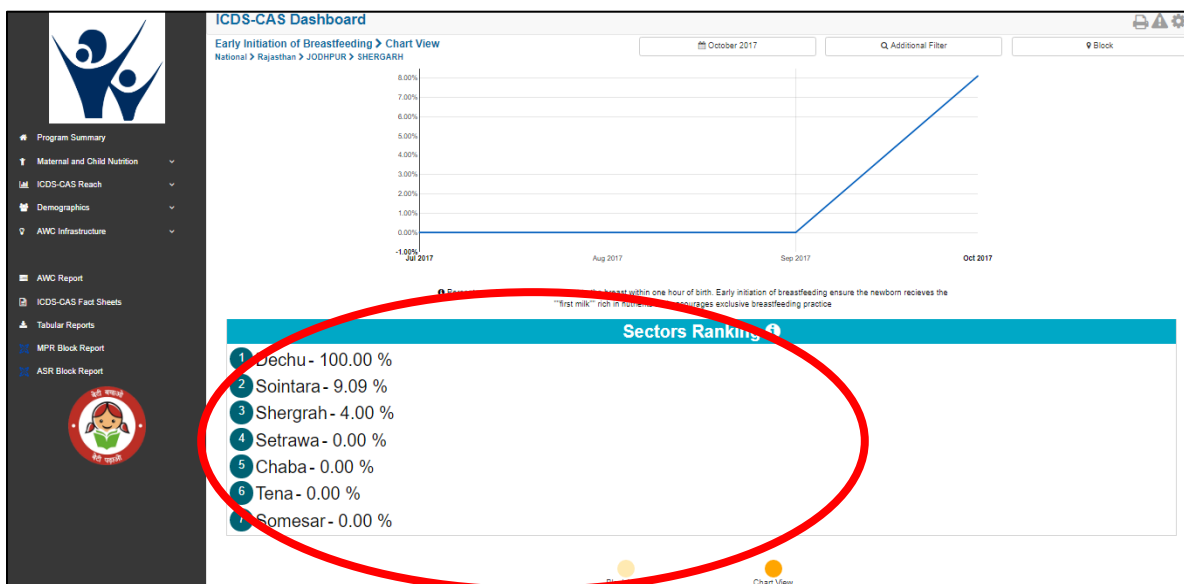 ICDS-CAS Dashboard
Early Initiation of Breastfeeding > Chart View
National > Rajasthan > JODHPUR > SHERGARH
October 2017
Additional Filter
Block
Program Summary
Maternal and Child Nutrition
ICDS-CAS Reach
Demographics
AWC Infrastructure
AWC Report
ICDS-CAS Fact Sheets
Tabular Reports
MPR Block Report
ASR Block Report
बेटी बचाओ
बेटी पढ़ाओ
8.00%
7.00%
6.00%
5.00%
4.00%
3.00%
2.00%
1.00%
0.00%
-1.00%
Jul 2017 Aug 2017 Sep 2017 Oct 2017
breast within one hour of birth. Early initiation of breastfeeding ensure the newborn recieves the
""first milk"" rich in encourages exclusive breastfeeding practice
Sectors Ranking
1 Dechu - 100.00 %
2 Sointara - 9.09 %
3 Shergrah - 4.00 %
4 Setrawa - 0.00 %
5 Chaba - 0.00 %
6 Tena - 0.00 %
7 Somesar - 0.00 %
Chart View